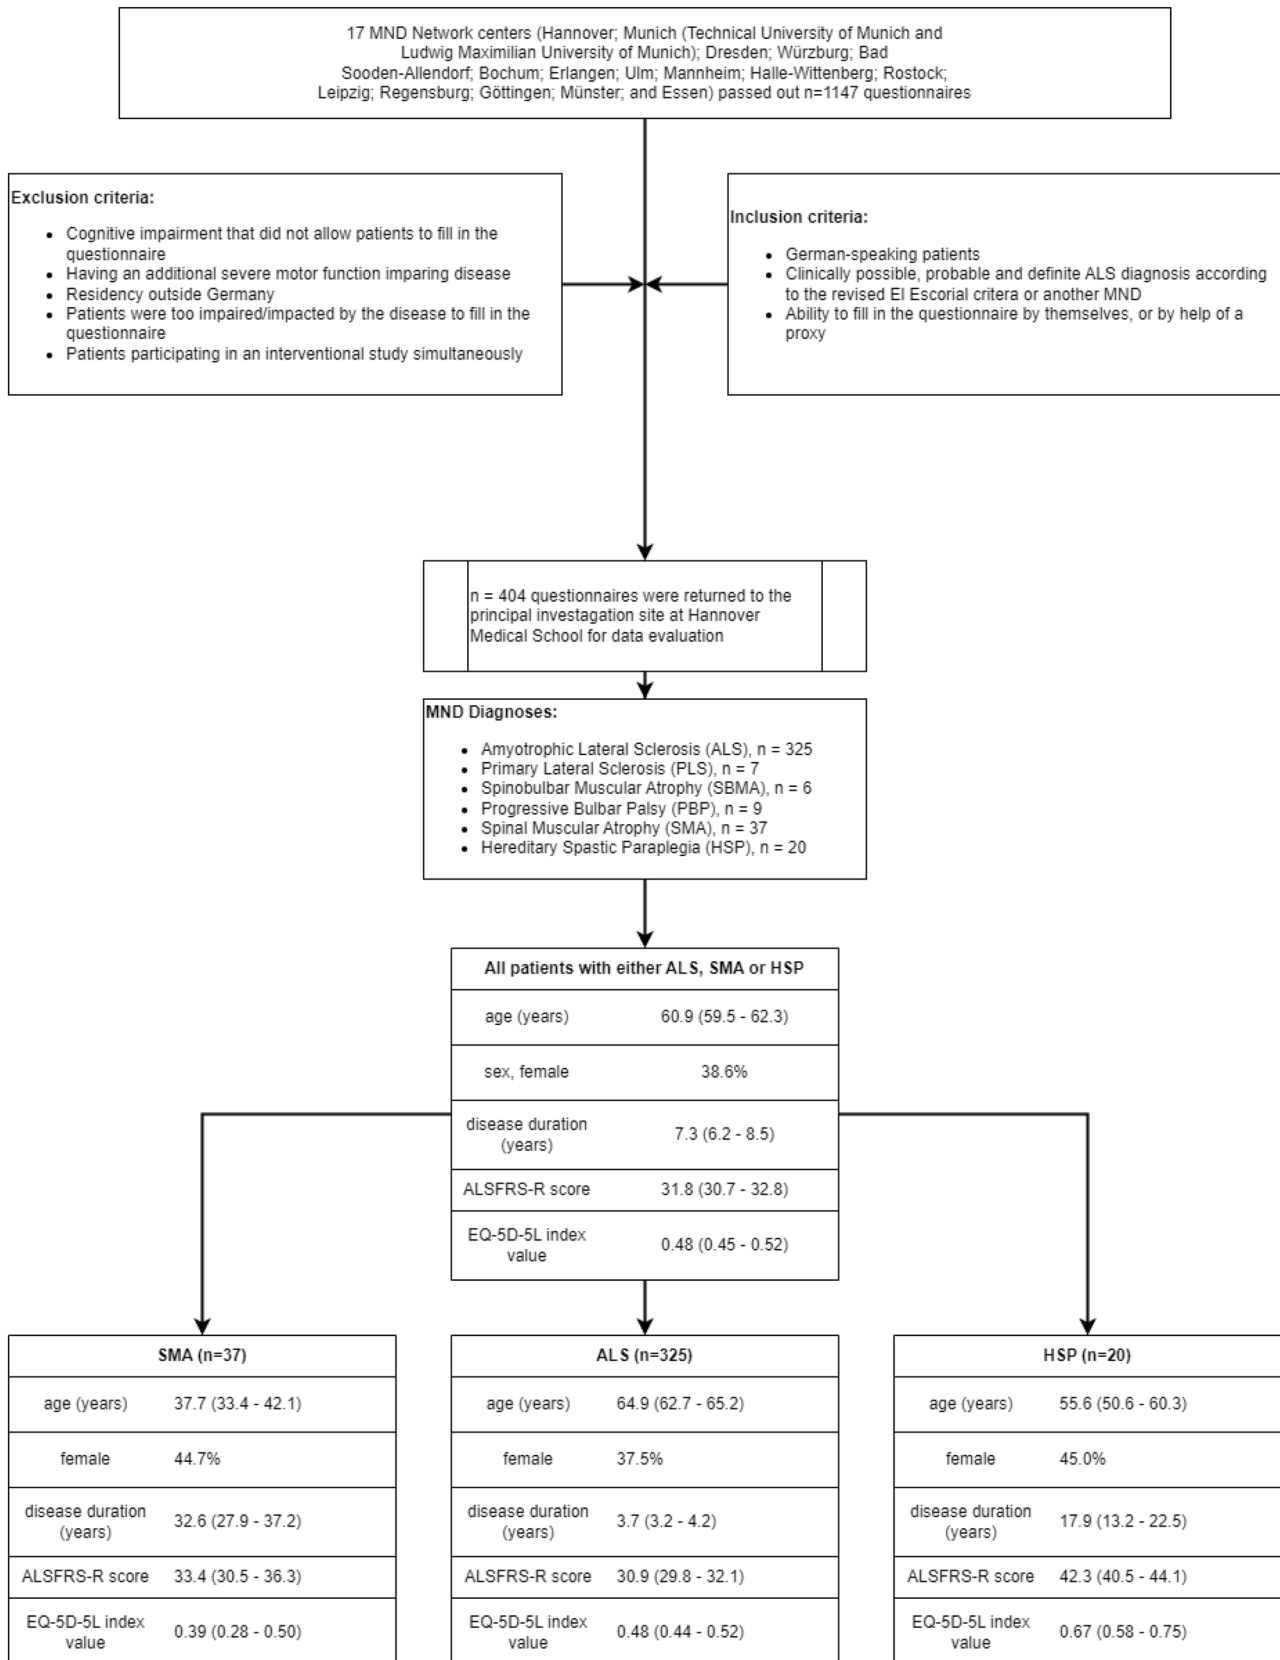 17 MND Network centers (Hannover; Munich (Technical University of Munich and
Ludwig Maximilian University of Munich); Dresden; Würzburg; Bad
Sooden-Allendorf; Bochum; Erlangen; Ulm; Mannheim; Halle-Wittenberg; Rostock;
Leipzig; Regensburg; Göttingen; Münster; and Essen) passed out n=1147 questionnaires
Exclusion criteria:
• Cognitive impairment that did not allow patients to fill in the
questionnaire
• Having an additional severe motor function imparing disease
• Residency outside Germany
• Patients were too impaired/impacted by the disease to fill in the
questionnaire
• Patients participating in an interventional study simultaneously
Inclusion criteria:
• German-speaking patients
• Clinically possible, probable and definite ALS diagnosis according
to the revised El Escorial critera or another MND
• Ability to fill in the questionaire by themselves, or by help of a
proxy
n = 404 questionnaires were returned to the
principal investagation site at Hannover
Medical School for data evaluation
MND Diagnoses:
• Amyotrophic Lateral Sclerosis (ALS), n = 325
• Primary Lateral Sclerosis (PLS), n = 7
• Spinobulbar Muscular Atrophy (SBMA), n = 6
• Progressive Bulbar Palsy (PBP), n = 9
• Spinal Muscular Atrophy (SMA), n = 37
• Hereditary Spastic Paraplegia (HSP), n = 20
All patients with either ALS, SMA or HSP
age (years) 60.9 (59.5 - 62.3)
sex, female 38.6%
disease duration
(years) 7.3 (6.2 - 8.5)
ALSFRS-R score 31.8 (30.7 - 32.8)
EQ-5D-5L index
value 0.48 (0.45 - 0.52)
SMA (n=37)
age (years) 37.7 (33.4 - 42.1)
female 44.7%
disease duration
(years) 32.6 (27.9 - 37.2)
ALSFRS-R score 33.4 (30.5 - 36.3)
EQ-5D-5L index
value 0.39 (0.28 - 0.50)
ALS (n=325)
age (years) 64.9 (62.7 - 65.2)
female 37.5%
disease duration
(years) 3.7 (3.2 - 4.2)
ALSFRS-R score 30.9 (29.8 - 32.1)
EQ-5D-5L index
value 0.48 (0.44 - 0.52)
HSP (n=20)
age (years) 55.6 (50.6 - 60.3)
female 45.0%
disease duration
(years) 17.9 (13.2 - 22.5)
ALSFRS-R score 42.3 (40.5 - 44.1)
EQ-5D-5L index
value 0.67 (0.58 - 0.75)